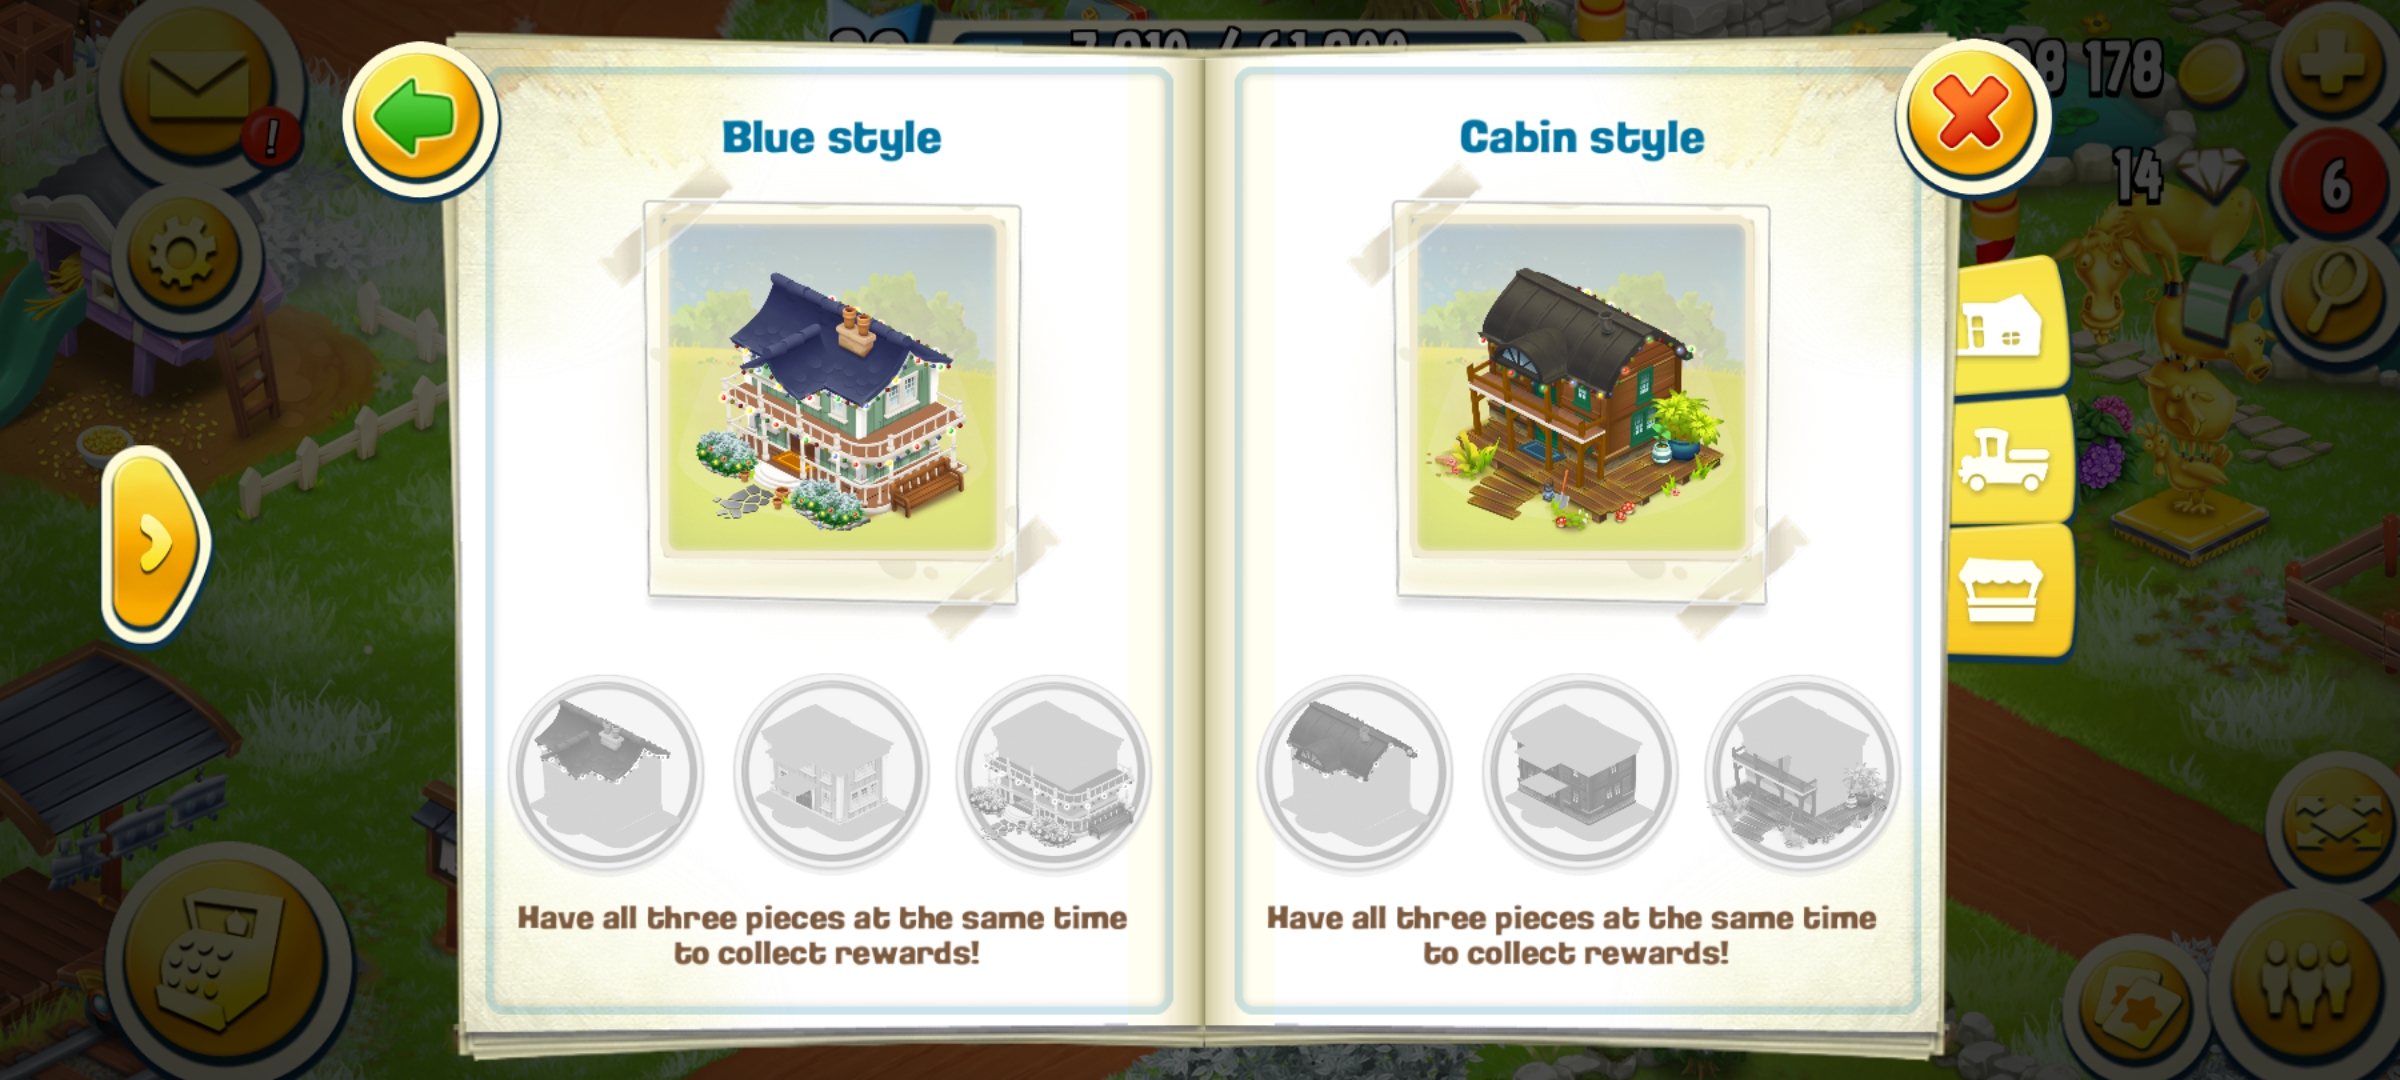 !
8 178
14
6
Blue style
Have all three pieces at the same time
to collect rewards!
Cabin style
Have all three pieces at the same time
to collect rewards!